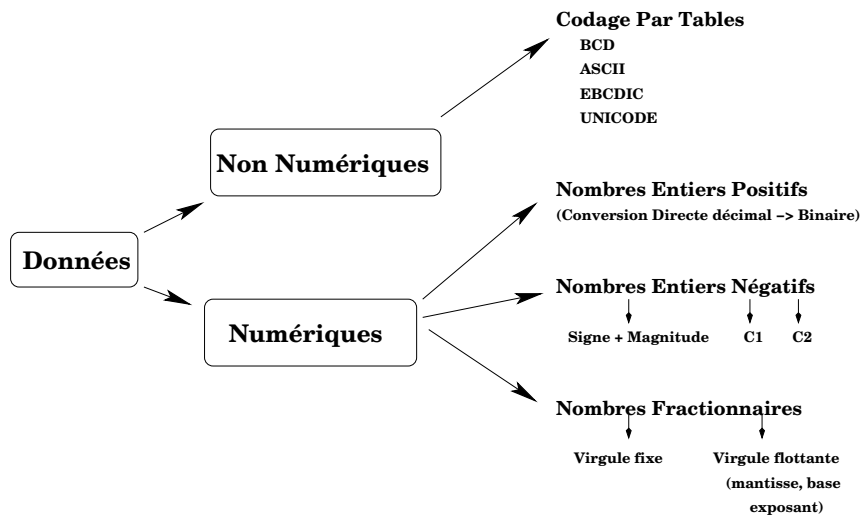 Codage Par Tables
BCD
ASCII
EBCDIC
UNICODE
Non Numériques
Nombres Entiers Positifs
(Conversion Directe décimal –> Binaire)
Données
Nombres Entiers Négatifs
Numériques
Signe + Magnitude C1 C2
Nombres Fractionnaires
Virgule fixe Virgule flottante
(mantisse, base
exposant)